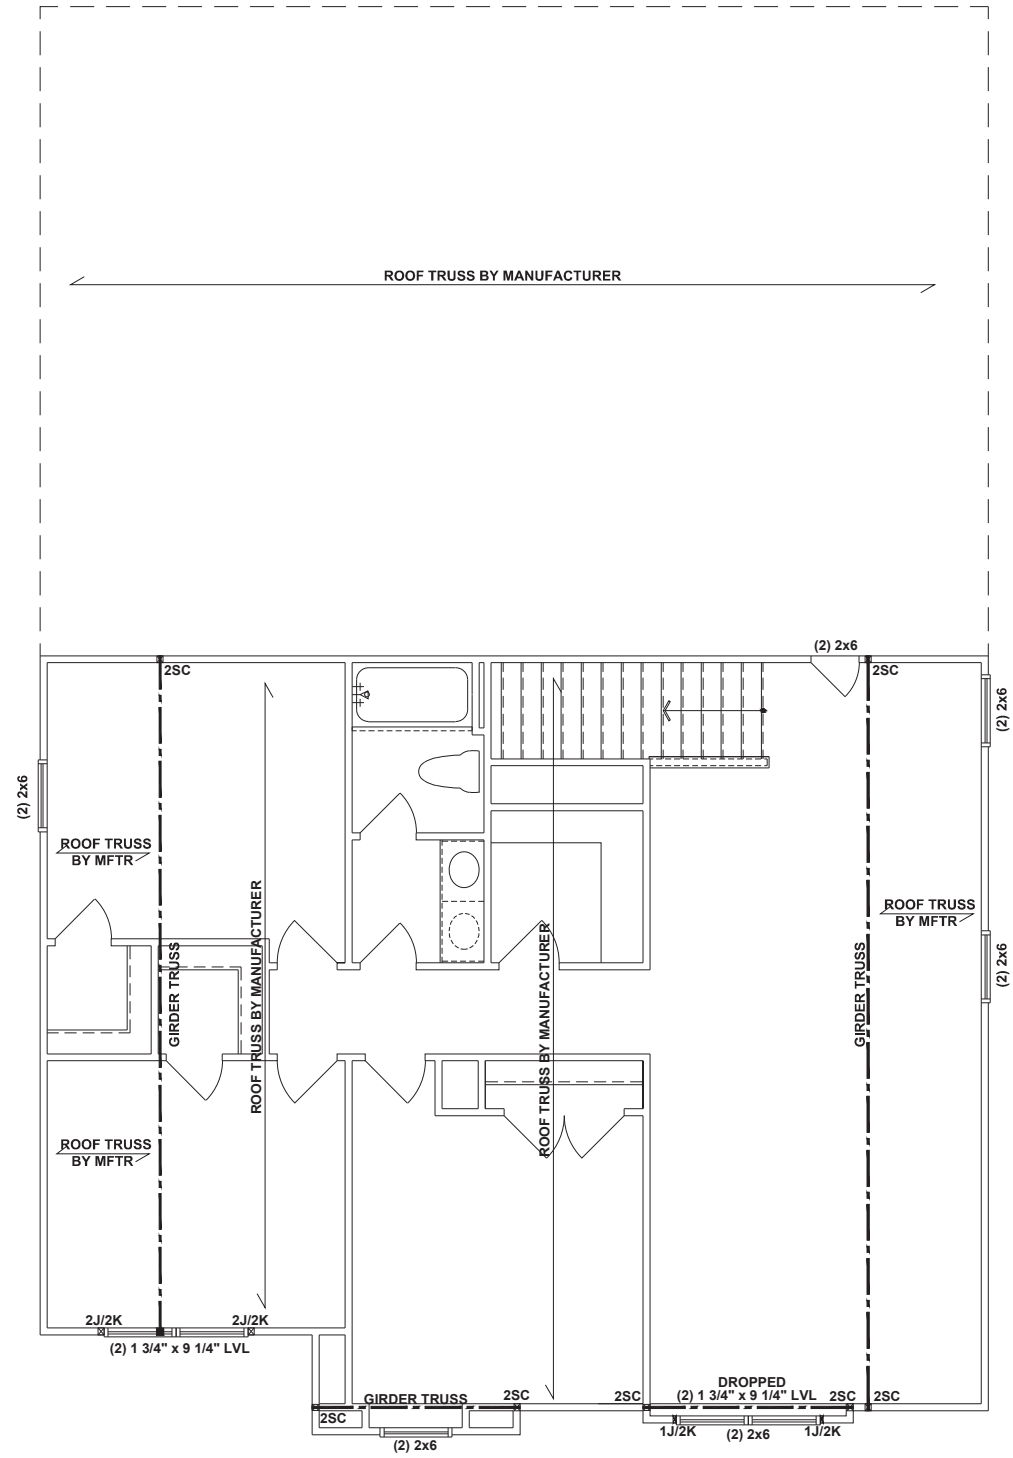 ROOF TRUSS BY MANUFACTURER
(2) 2x6
2SC
2SC
(2) 2x6
(2) 2x6
ROOF TRUSS
BY MFTR
ROOF TRUSS BY MANUFACTURER
ROOF TRUSS BY MANUFACTURER
ROOF TRUSS
BY MFTR
GIRDER TRUSS
GIRDER TRUSS
(2) 2x6
ROOF TRUSS
BY MFTR
2J/2K
2J/2K
(2) 1 3/4" x 9 1/4" LVL
DROPPED
GIRDER TRUSS
2SC
2SC
(2) 1 3/4" x 9 1/4" LVL
2SC
2SC
2SC
1J/2K
(2) 2x6
1J/2K
(2) 2x6